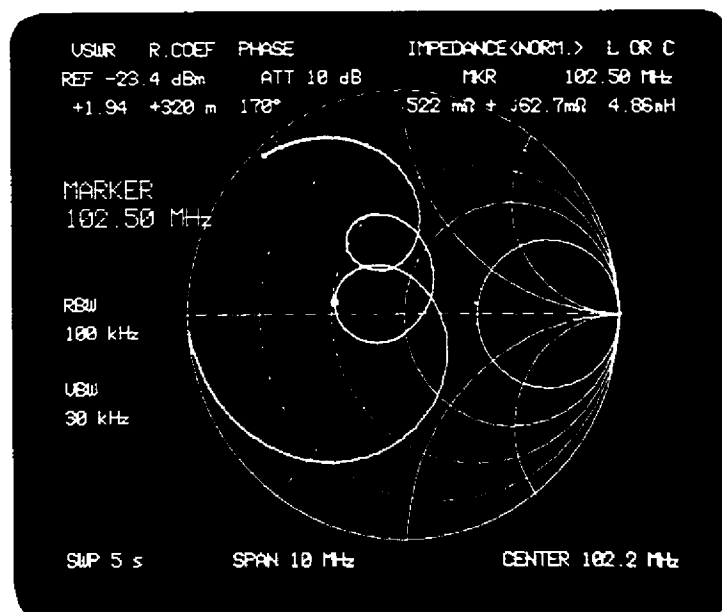 VSWR R.COEF PHASE IMPEDANCE<NORM.> L OR C
REF -23.4 dBm ATT 10 dB MKR 102.50 MHz
+1.94 +320 m 170° 522 mΩ + j62.7mΩ 4.86nH
MARKER
102.50 MHz
RBW
100 kHz
VBW
30 kHz
SWP 5 s SPAN 10 MHz CENTER 102.2 MHz